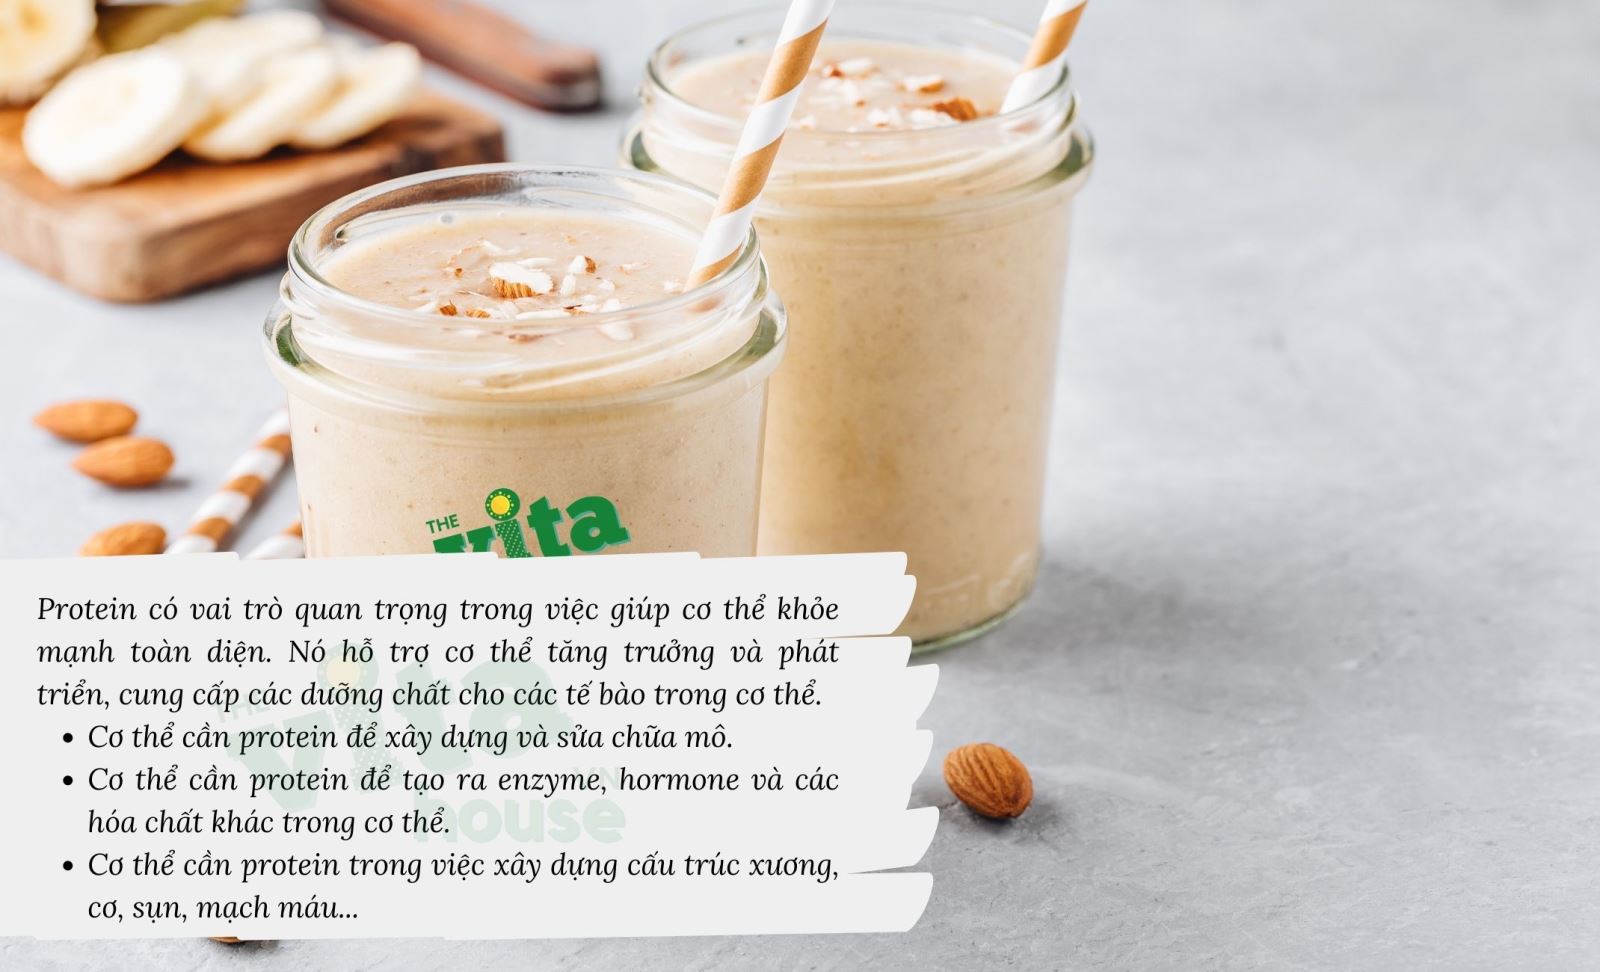 THE
vita
Protein có vai trò quan trọng trong việc giúp cơ thể khỏe
mạnh toàn diện. Nó hỗ trợ cơ thể tăng trưởng và phát
triển, cung cấp các dưỡng chất cho các tế bào trong cơ thể.
• Cơ thể cần protein để xây dựng và sửa chữa mô.
• Cơ thể cần protein để tạo ra enzyme, hormone và các
hóa chất khác trong cơ thể.
• Cơ thể cần protein trong việc xây dựng cấu trúc xương,
cơ, sụn, mạch máu...
THE
vita
VN
house